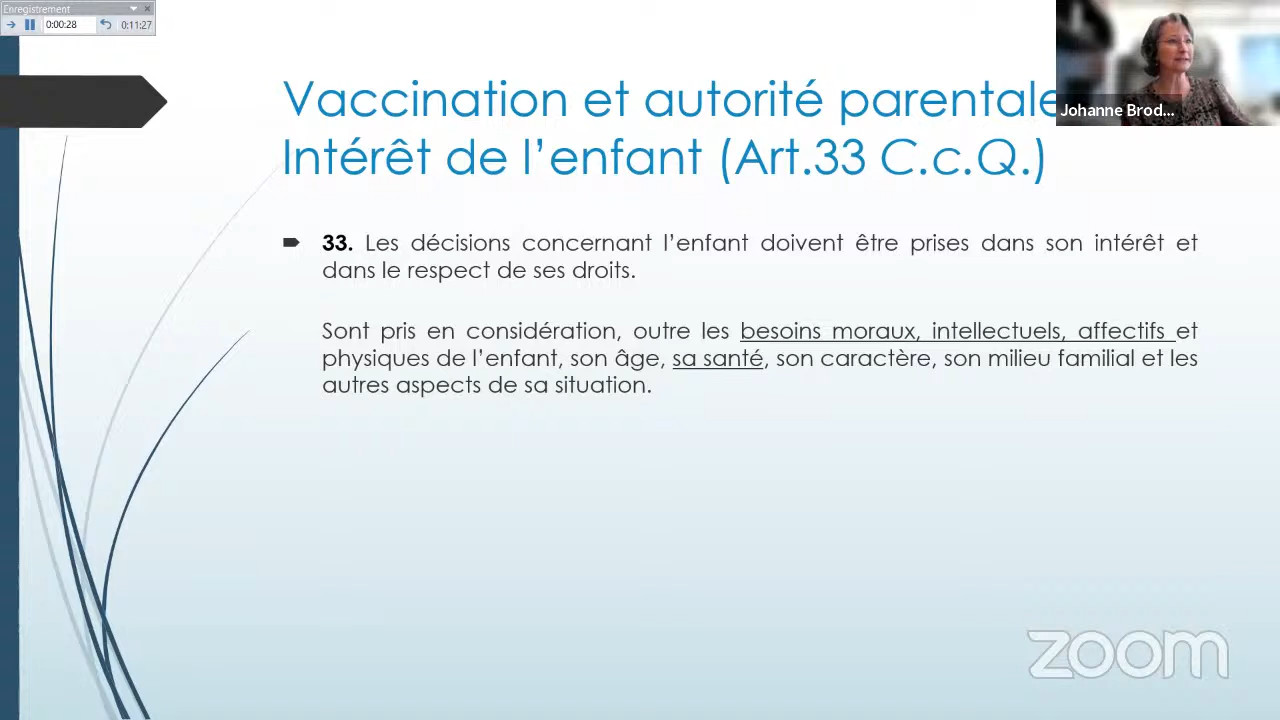 Enregistrement
0:00:28
0:11:27
Johanne Brod...
Vaccination et autorité parentale
Intérêt de l’enfant (Art.33 C.c.Q.)
33. Les décisions concernant l’enfant doivent être prises dans son intérêt et
dans le respect de ses droits.
Sont pris en considération, outre les besoins moraux, intellectuels, affectifs et
physiques de l’enfant, son âge, sa santé, son caractère, son milieu familial et les
autres aspects de sa situation.
zoom